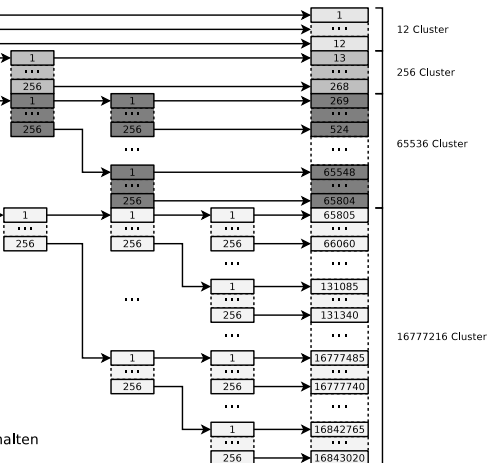 1
...
12
12 Cluster
1 13
... ...
256 268
256 Cluster
1 1 269
... ... ...
256 256 524
... ...
65536 Cluster
1 65548
... ...
256 65804
1 1 1 65805
... ... ... ...
256 256 256 66060
... ...
1 131085
... ... ...
256 131340
... ...
16777216 Cluster
1 1 16777485
... ... ...
256 256 16777740
... ...
1 16842765
... ...
256 16843020